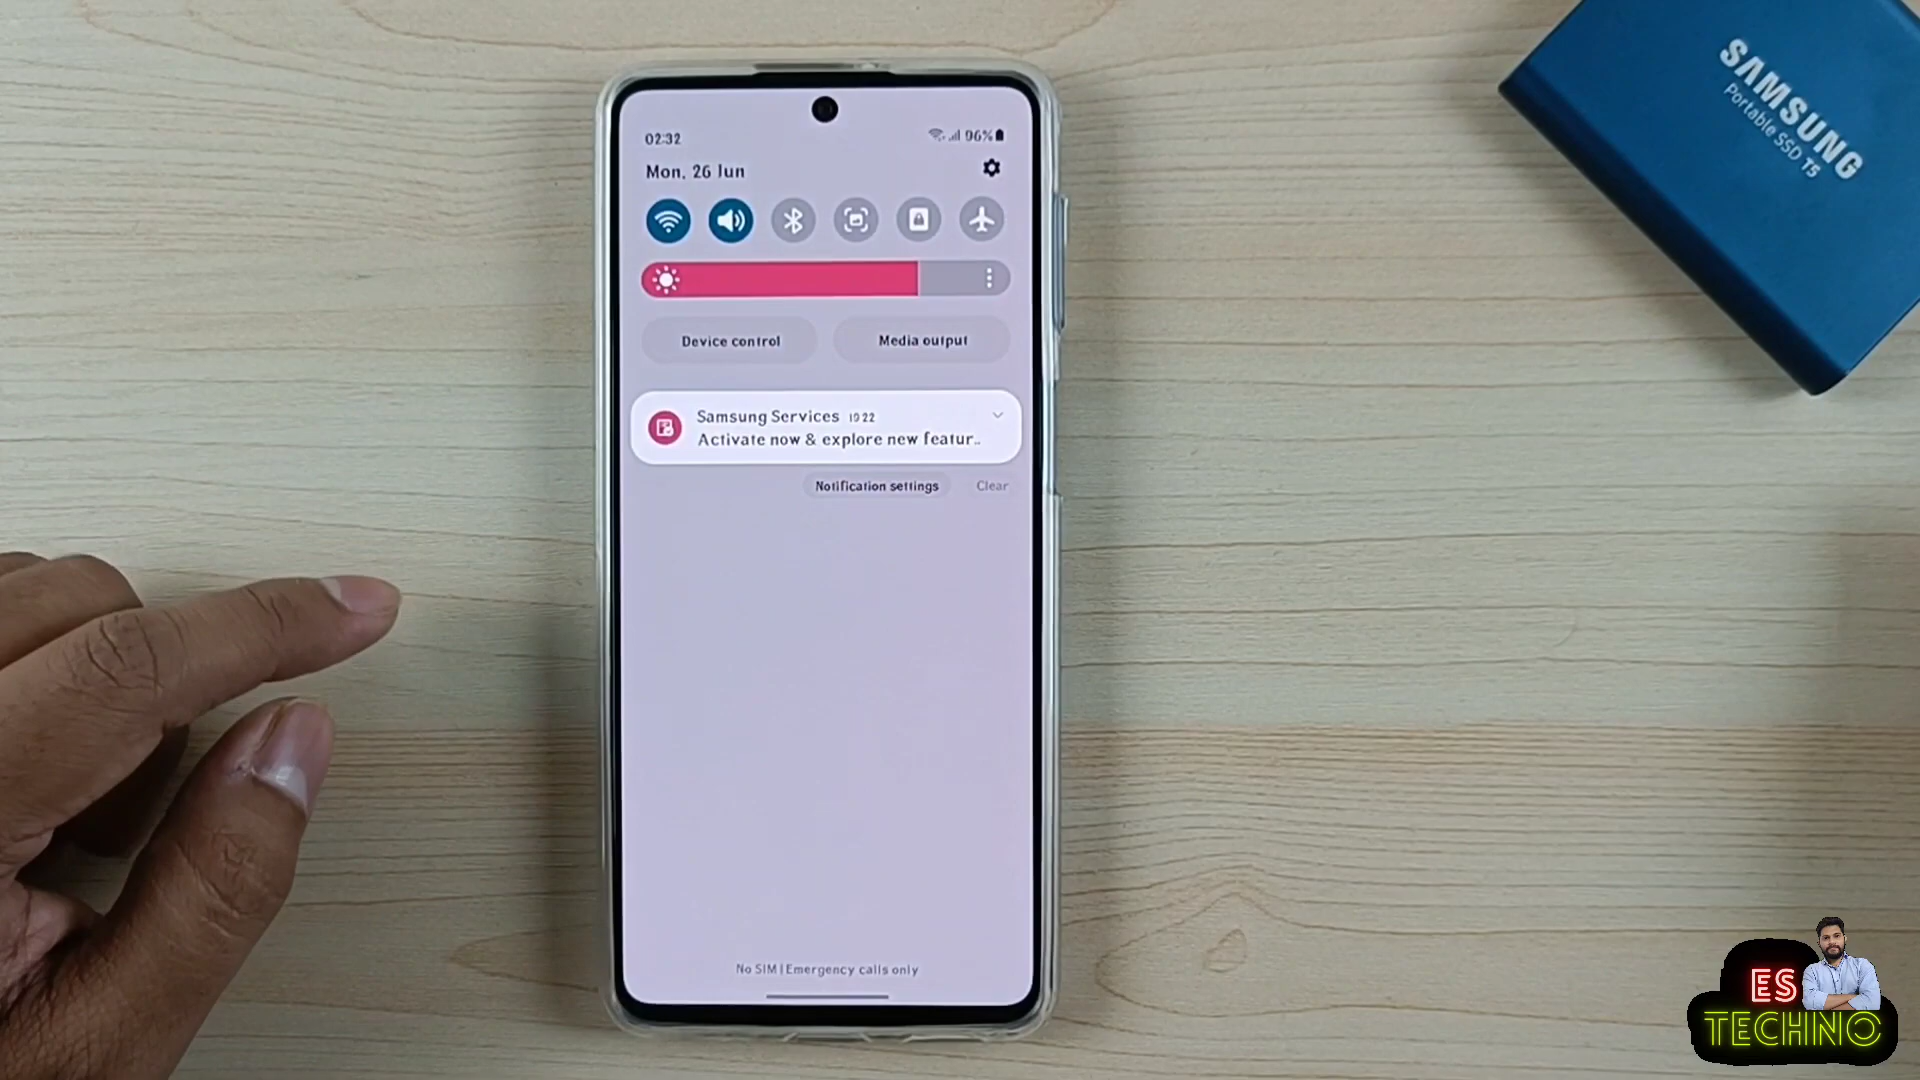 02:32
96%
Mon, 26 Jun
Device control
Media output
Samsung Services 19:22
Activate now & explore new featur..
Notification settings
Clear
No SIM | Emergency calls only
SAMSUNG
Portable SSD T5
ES
TECHNO